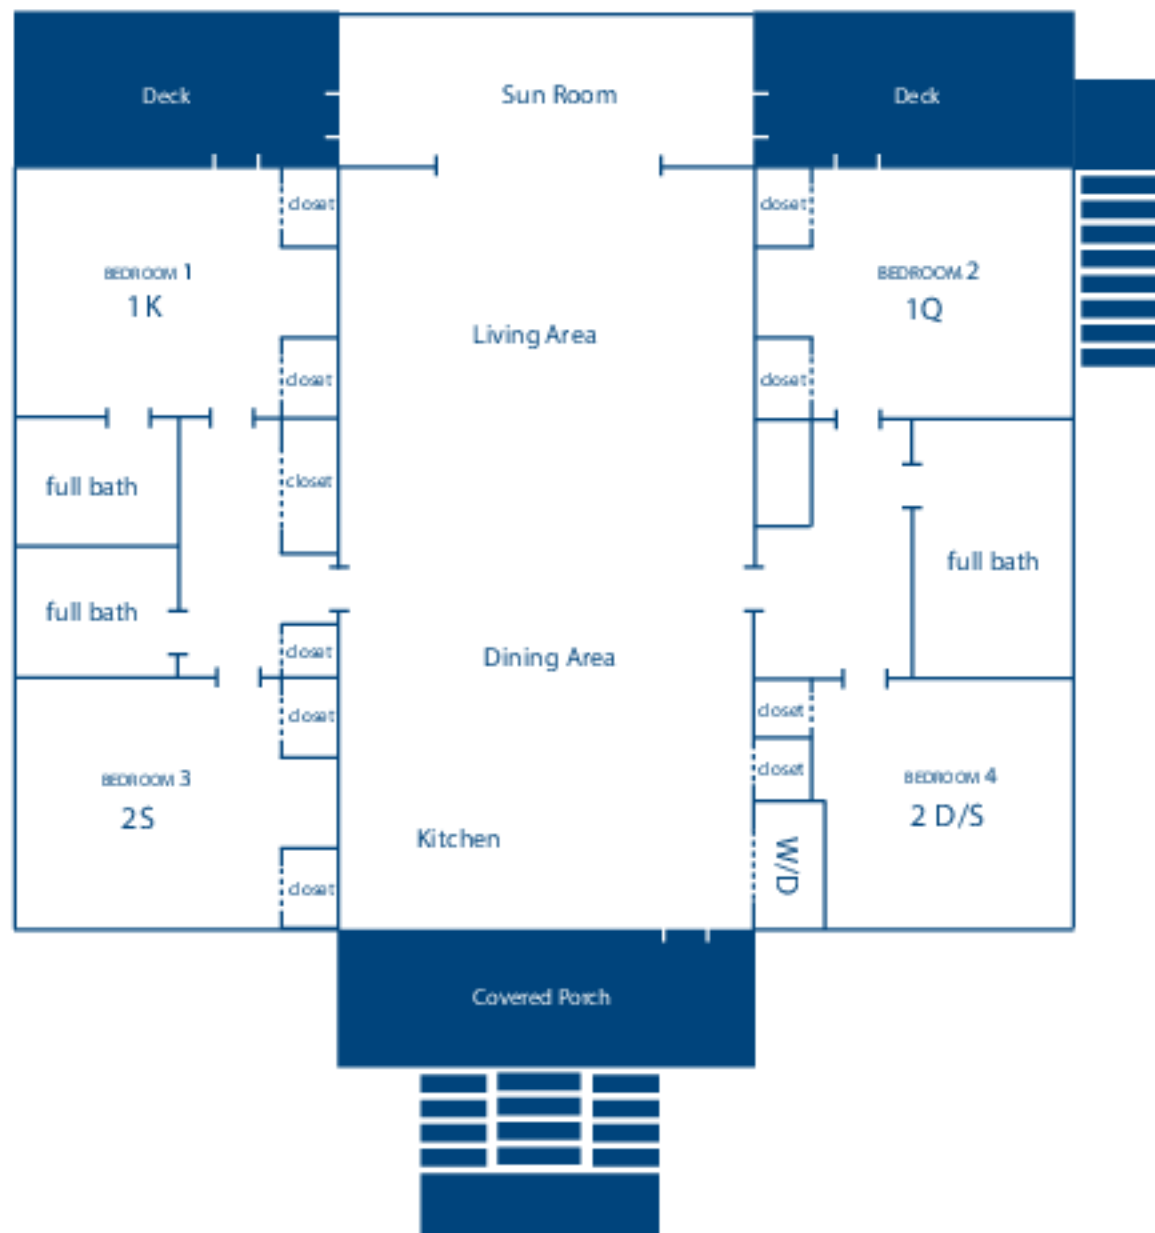 Deck
Sun Room
Deck
closet
closet
BEDROOM 1
1K
BEDROOM 2
1Q
Living Area
closet
closet
full bath
closet
full bath
full bath
closet
Dining Area
closet
closet
closet
BEDROOM 3
2S
BEDROOM 4
2 D/S
Kitchen
W/D
closet
Covered Porch